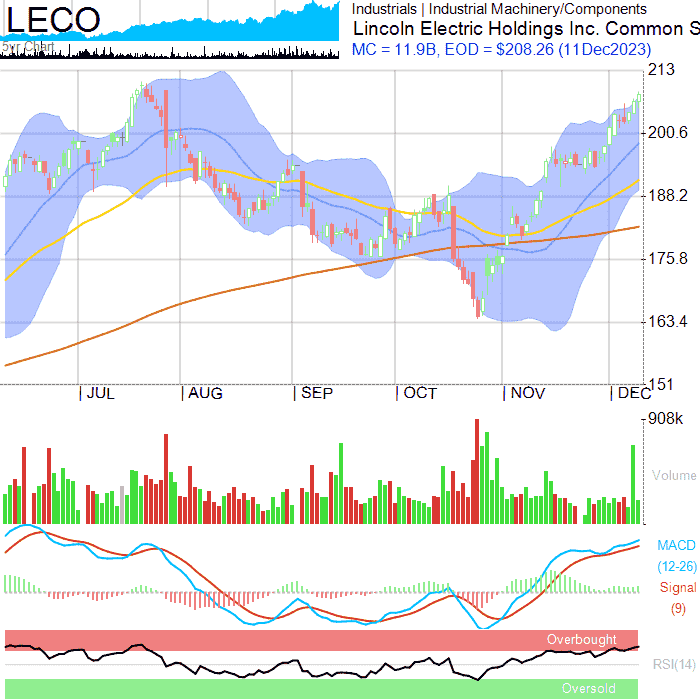 LECO
5yr Chart
Industrials | Industrial Machinery/Components
Lincoln Electric Holdings Inc. Common S
MC = 11.9B, EOD = $208.26 (11Dec2023)
213
200.6
188.2
175.8
163.4
151
| JUL | AUG | SEP | OCT | NOV | DEC
908k
Volume
MACD
(12-26)
Signal
(9)
Overbought
RSI(14)
Oversold